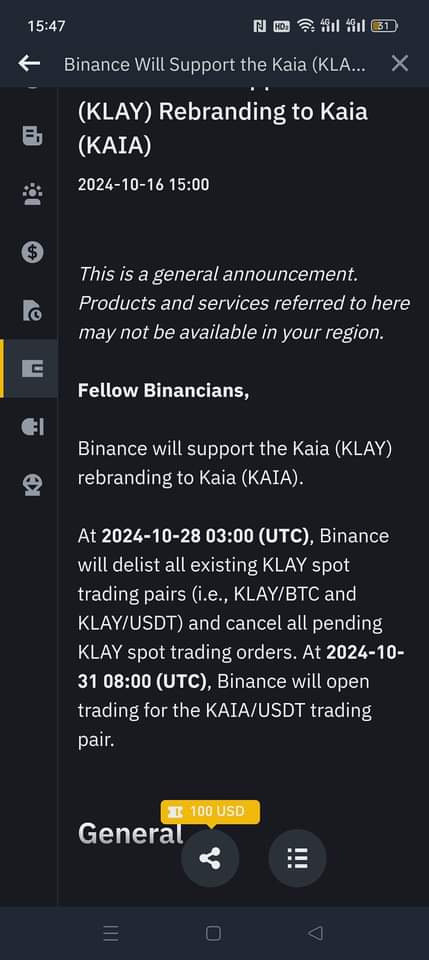 15:47
N HD2 4G 4G 31
Binance Will Support the Kaia (KLA...
(KLAY) Rebranding to Kaia
(KAIA)
2024-10-16 15:00
This is a general announcement.
Products and services referred to here
may not be available in your region.
Fellow Binancians,
Binance will support the Kaia (KLAY)
rebranding to Kaia (KAIA).
At 2024-10-28 03:00 (UTC), Binance
will delist all existing KLAY spot
trading pairs (i.e., KLAY/BTC and
KLAY/USDT) and cancel all pending
KLAY spot trading orders. At 2024-10-
31 08:00 (UTC), Binance will open
trading for the KAIA/USDT trading
pair.
100 USD
General